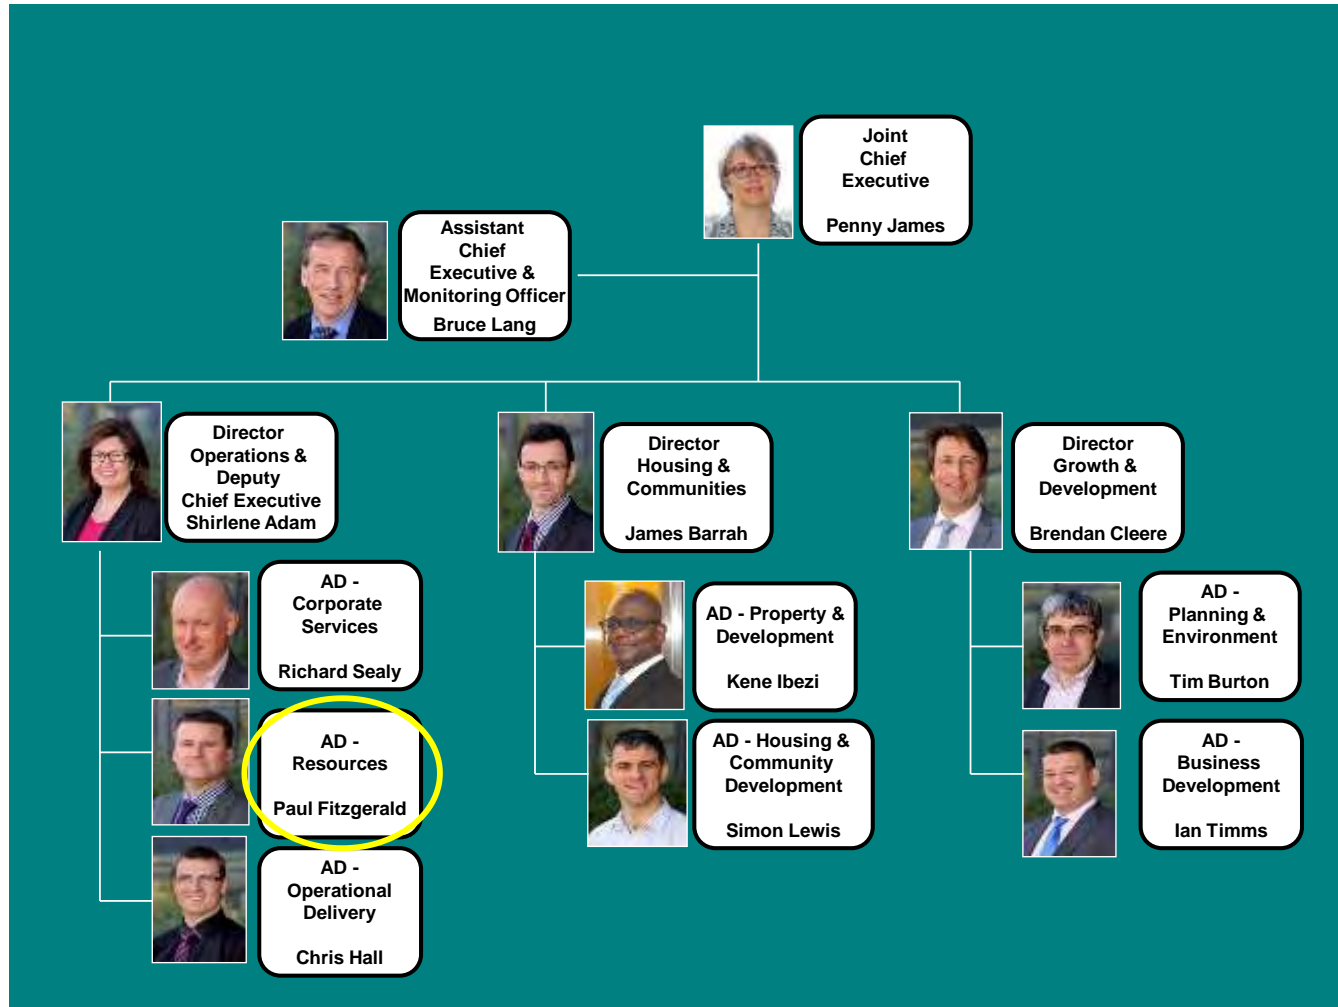 Joint
Chief
Executive
Penny James
Assistant
Chief
Executive &
Monitoring Officer
Bruce Lang
Director
Operations &
Deputy
Chief Executive
Shirlene Adam
Director
Housing &
Communities
James Barrah
Director
Growth &
Development
Brendan Cleere
AD -
Corporate
Services
Richard Sealy
AD -
Resources
Paul Fitzgerald
AD -
Operational
Delivery
Chris Hall
AD - Property &
Development
Kene Ibezi
AD - Housing &
Community
Development
Simon Lewis
AD -
Planning &
Environment
Tim Burton
AD -
Business
Development
Ian Timms